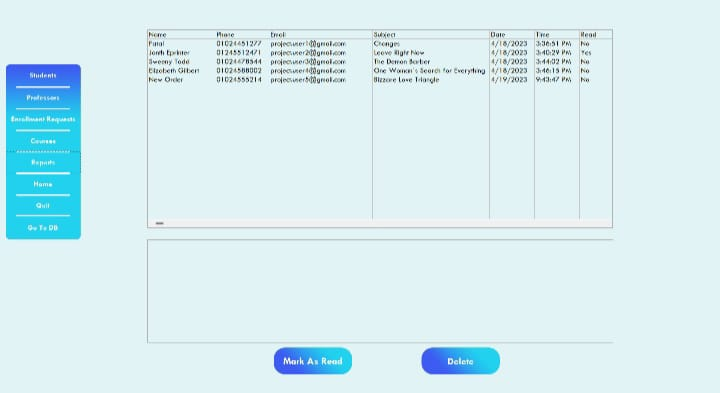 Name Phone Email Subject Date Time Read
Fatal 01024451277 projectuser1@gmail.com Changes 4/18/2023 3:36:51 PM No
Jonth Eprinter 01245512471 projectuser2@gmail.com Leave Right Now 4/18/2023 3:40:29 PM Yes
Sweeny Todd 01024478544 projectuser3@gmail.com The Demon Barber 4/18/2023 3:44:02 PM No
Elizabeth Gilbert 01024588002 projectuser4@gmail.com One Woman's Search for Everything 4/18/2023 3:46:15 PM No
New Order 01024555214 projectuser5@gmail.com Bizzare Love Triangle 4/19/2023 9:43:47 PM No
Students
Professors
Enrollment Requests
Courses
Reports
Home
Quit
Go To DB
Mark As Read
Delete